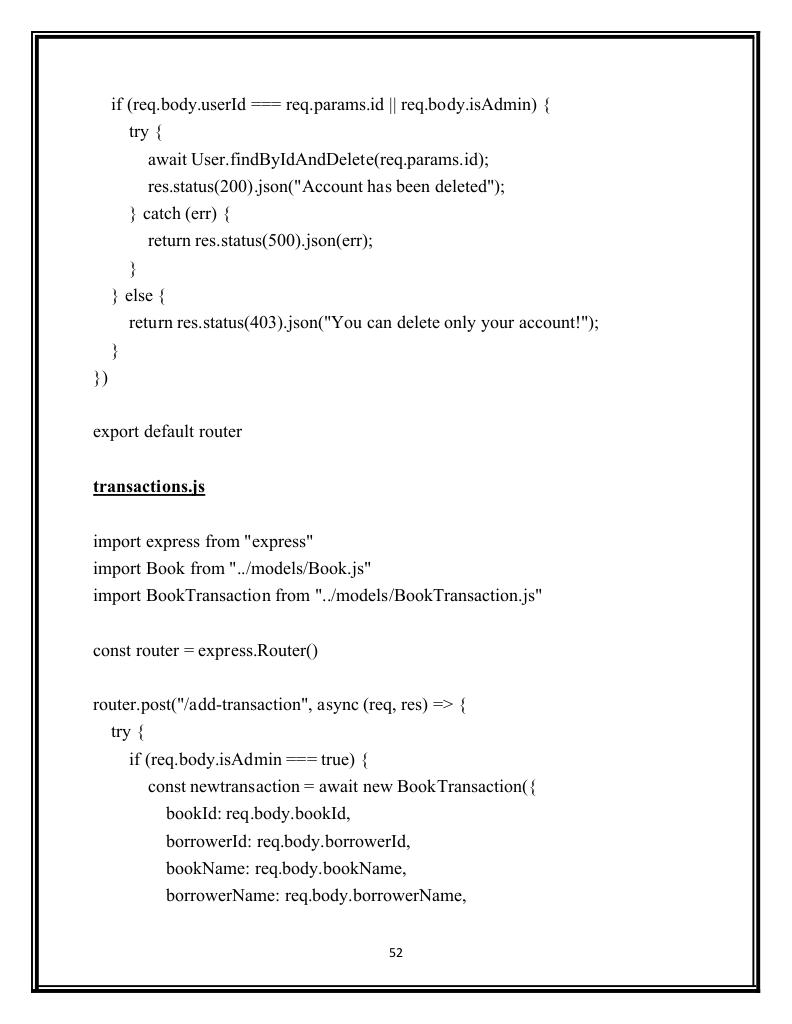 if (req.body.userId === req.params.id || req.body.isAdmin) {
try {
await User.findByIdAndDelete(req.params.id);
res.status(200).json("Account has been deleted");
} catch (err) {
return res.status(500).json(err);
}
} else {
return res.status(403).json("You can delete only your account!");
}
})
export default router
transactions.js
import express from "express"
import Book from "../models/Book.js"
import BookTransaction from "../models/BookTransaction.js"
const router = express.Router()
router.post("/add-transaction", async (req, res) => {
try {
if (req.body.isAdmin === true) {
const newtransaction = await new BookTransaction({
bookId: req.body.bookId,
borrowerId: req.body.borrowerId,
bookName: req.body.bookName,
borrowerName: req.body.borrowerName,
52